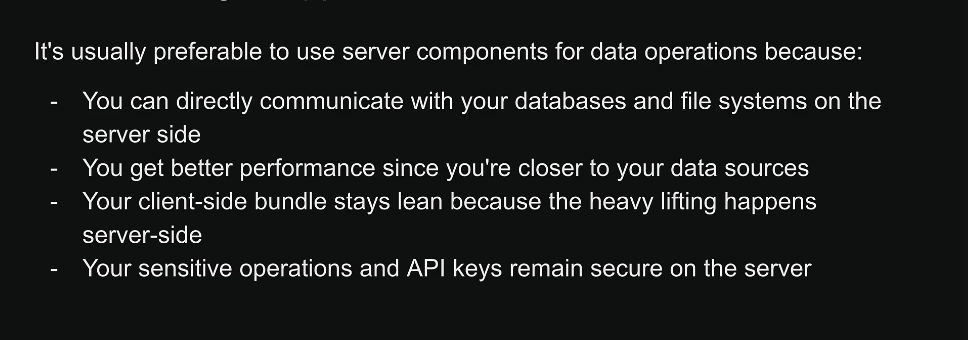 It's usually preferable to use server components for data operations because:
- You can directly communicate with your databases and file systems on the
server side
- You get better performance since you're closer to your data sources
- Your client-side bundle stays lean because the heavy lifting happens
server-side
- Your sensitive operations and API keys remain secure on the server